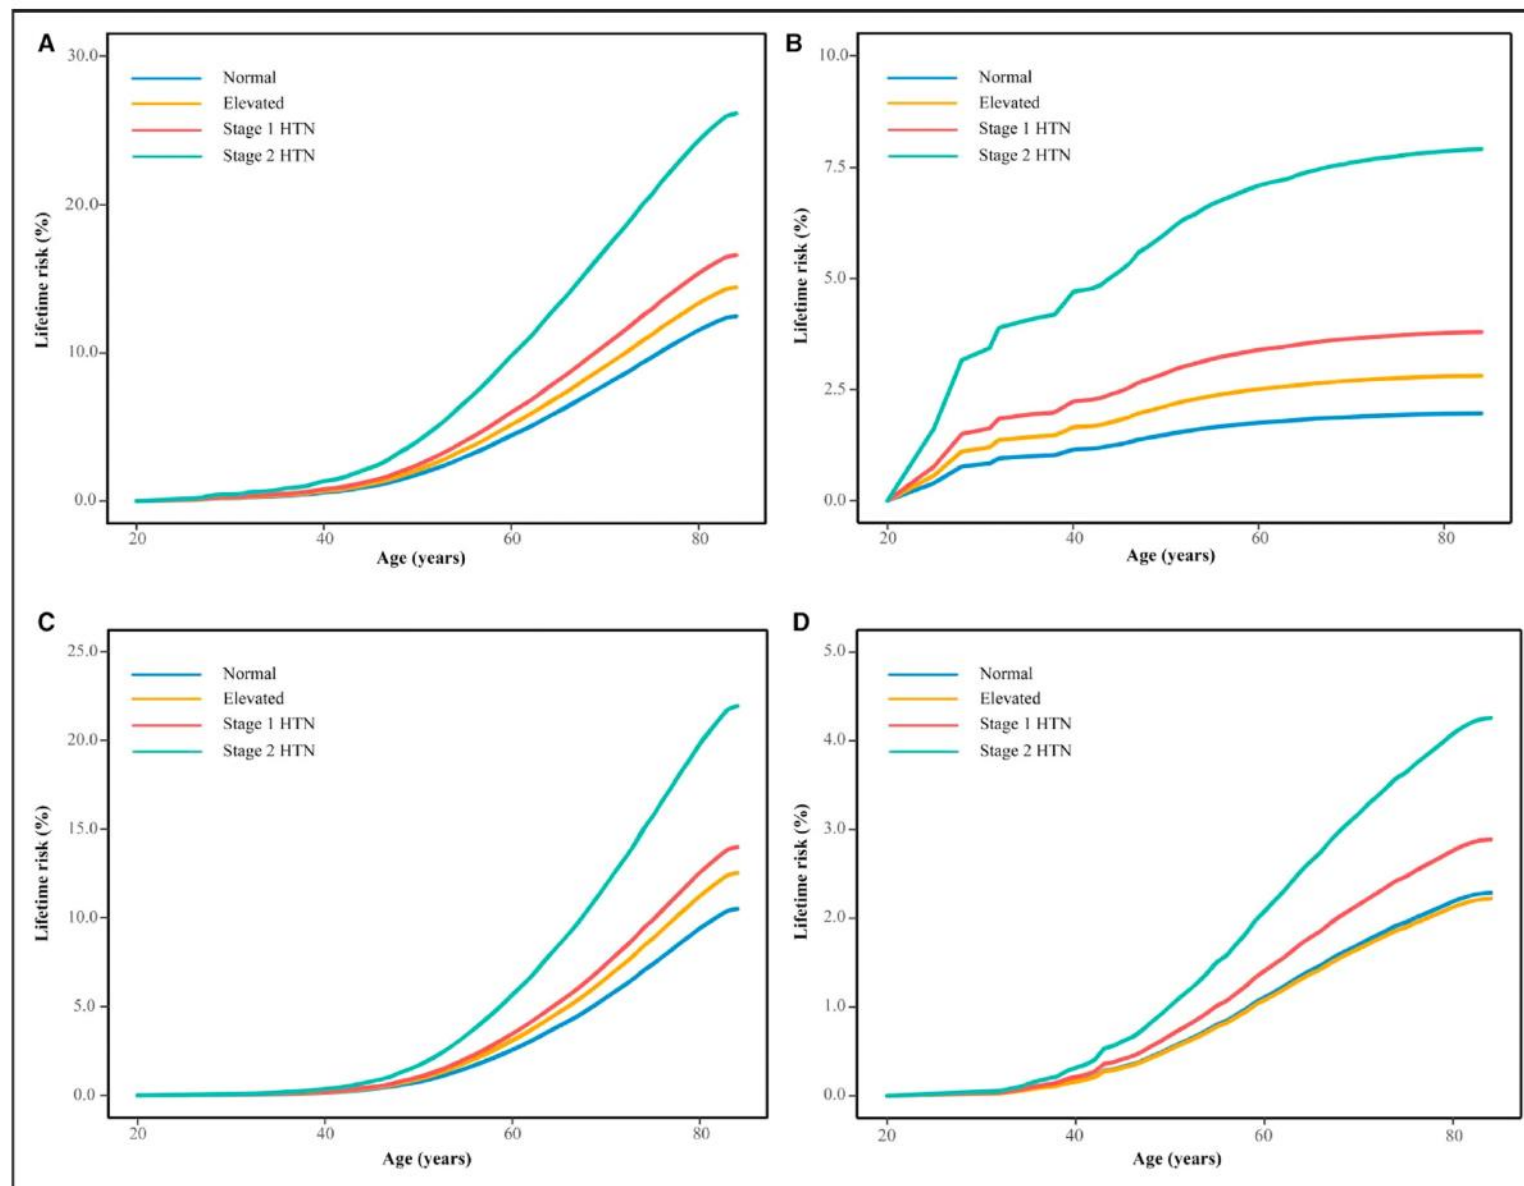 A
30.0
20.0
10.0
0.0
Lifetime risk (%)
Normal
Elevated
Stage 1 HTN
Stage 2 HTN
20 40 60 80
Age (years)
B
10.0
7.5
5.0
2.5
0.0
Lifetime risk (%)
Normal
Elevated
Stage 1 HTN
Stage 2 HTN
20 40 60 80
Age (years)
C
25.0
20.0
15.0
10.0
5.0
0.0
Lifetime risk (%)
Normal
Elevated
Stage 1 HTN
Stage 2 HTN
20 40 60 80
Age (years)
D
5.0
4.0
3.0
2.0
1.0
0.0
Lifetime risk (%)
Normal
Elevated
Stage 1 HTN
Stage 2 HTN
20 40 60 80
Age (years)